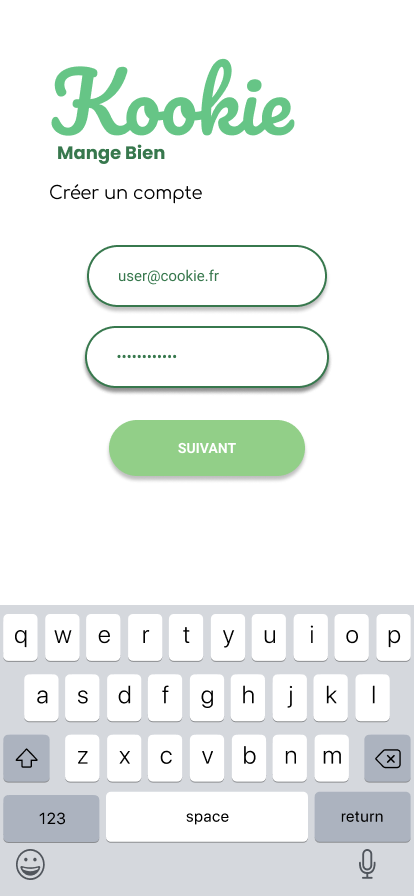 Kookie
Mange Bien
Créer un compte
user@cookie.fr
••••••••••••
SUIVANT
q w e r t y u i o p
a s d f g h j k l
z x c v b n m
123 space return